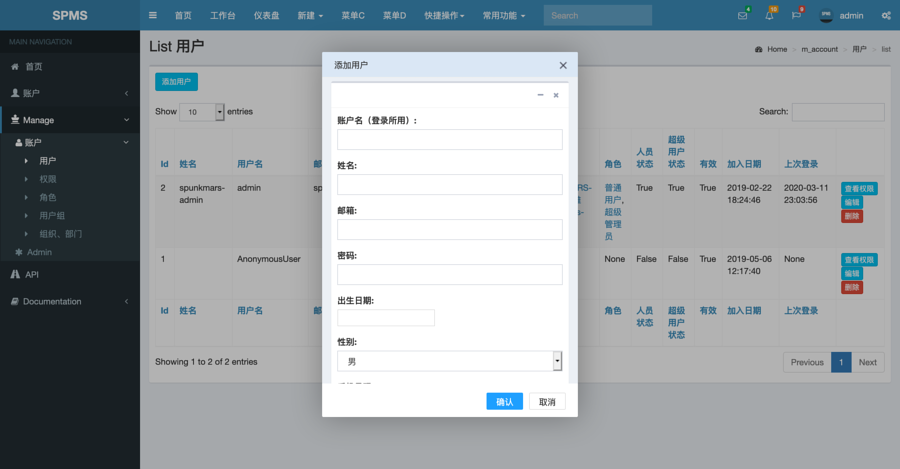 SPMS
首页 工作台 仪表盘 新建 菜单C 菜单D 快捷操作 常用功能 Search 4 10 9 admin
MAIN NAVIGATION
首页
账户
Manage
账户
用户
权限
角色
用户组
组织、部门
Admin
API
Documentation
List 用户
Home > m_account > 用户 > list
添加用户
Show 10 entries
Search:
Id 姓名 用户名 邮 角色 人员状态 超级用户状态 有效 加入日期 上次登录
2 spunkmars-admin admin sp RS- s- 普通用户, 超级管理员 True True True 2019-02-22 18:24:46 2020-03-11 23:03:56 查看权限 编辑 删除
1 AnonymousUser None False False True 2019-05-06 12:17:40 None 查看权限 编辑 删除
Id 姓名 用户名 邮 角色 人员状态 超级用户状态 有效 加入日期 上次登录
Showing 1 to 2 of 2 entries
Previous 1 Next
添加用户
账户名（登录所用）:
姓名:
邮箱:
密码:
出生日期:
性别:
男
确认 取消